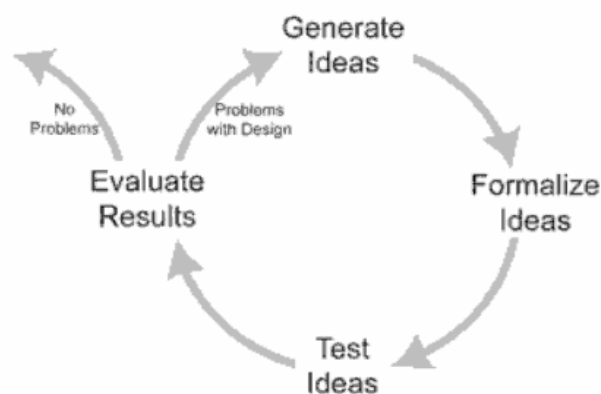 Generate
Ideas
Formalize
Ideas
Test
Ideas
Evaluate
Results
Problems
with Design
No
Problems